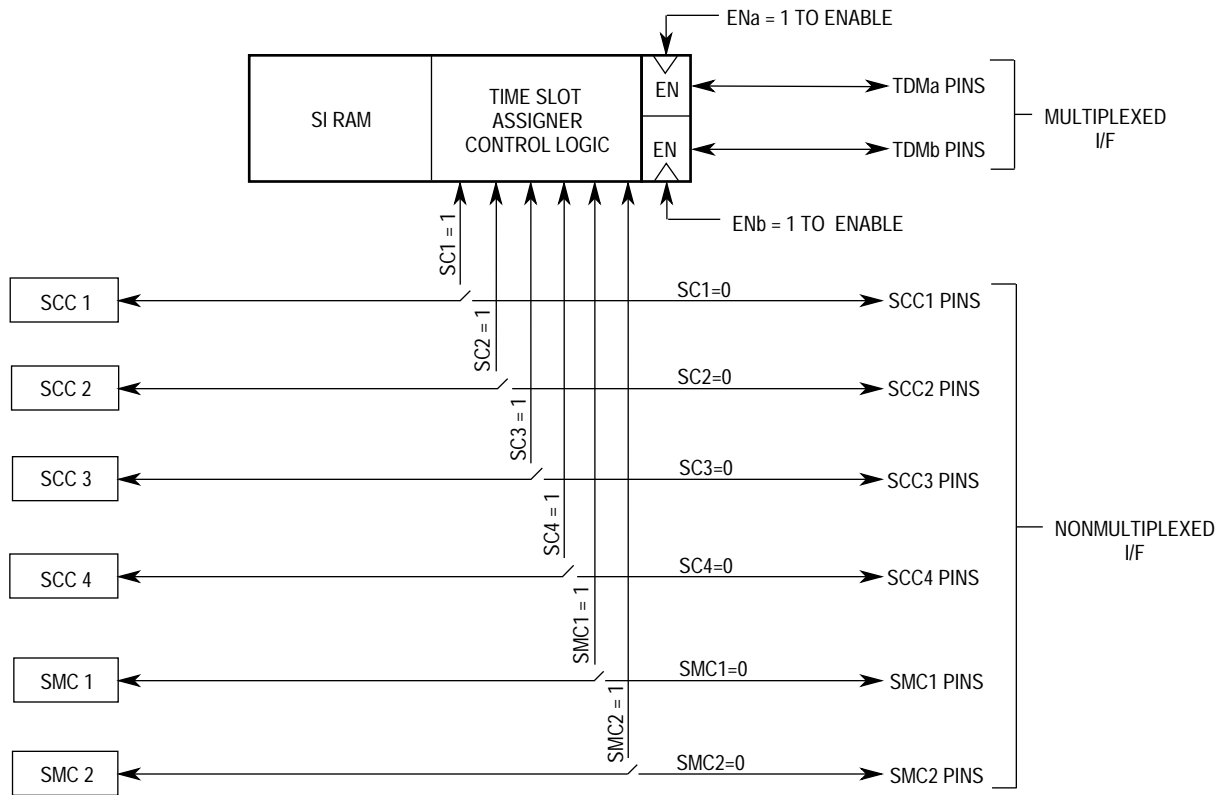 ENa = 1 TO ENABLE
SI RAM
TIME SLOT
ASSIGNER
CONTROL LOGIC
EN
EN
TDMa PINS
TDMb PINS
MULTIPLEXED
I/F
ENb = 1 TO ENABLE
SC1 = 1
SCC 1
SC1=0
SCC1 PINS
SC2 = 1
SCC 2
SC2=0
SCC2 PINS
SC3 = 1
SCC 3
SC3=0
SCC3 PINS
SC4 = 1
NONMULTIPLEXED
I/F
SCC 4
SC4=0
SCC4 PINS
SMC1 = 1
SMC 1
SMC1=0
SMC1 PINS
SMC2 = 1
SMC 2
SMC2=0
SMC2 PINS